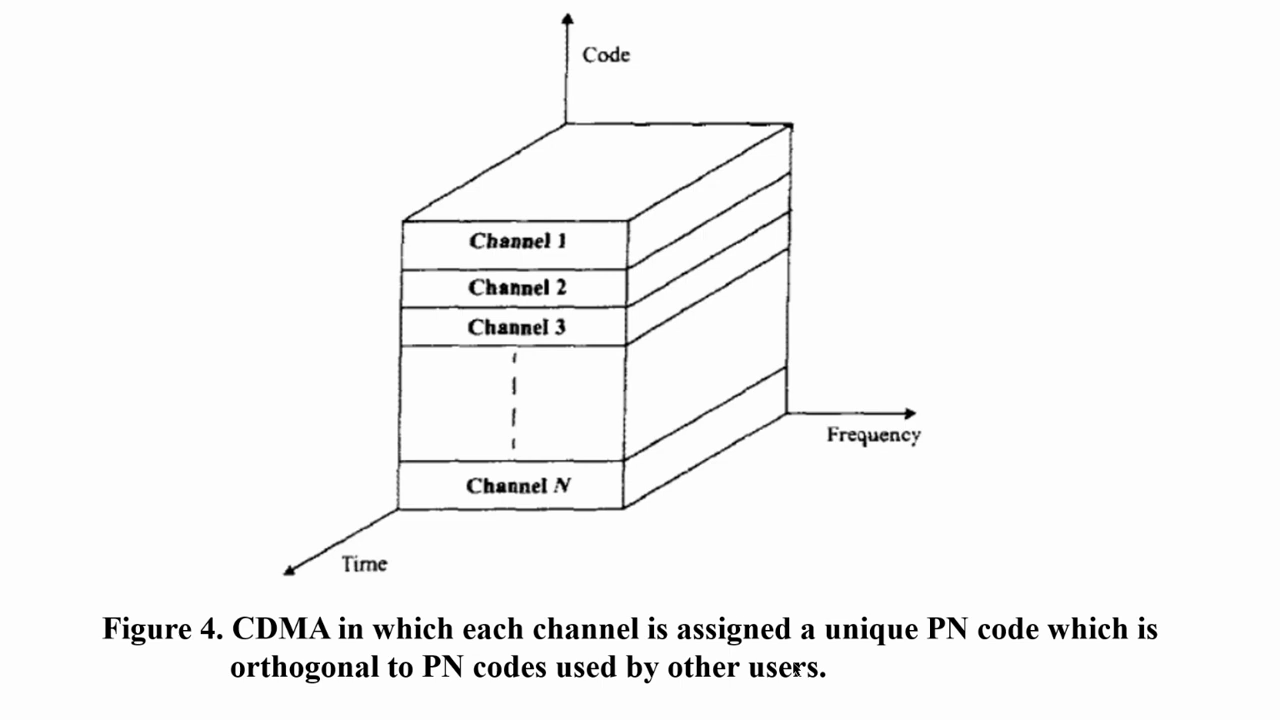 Code
Channel 1
Channel 2
Channel 3
Channel N
Frequency
Time
Figure 4. CDMA in which each channel is assigned a unique PN code which is
orthogonal to PN codes used by other users.